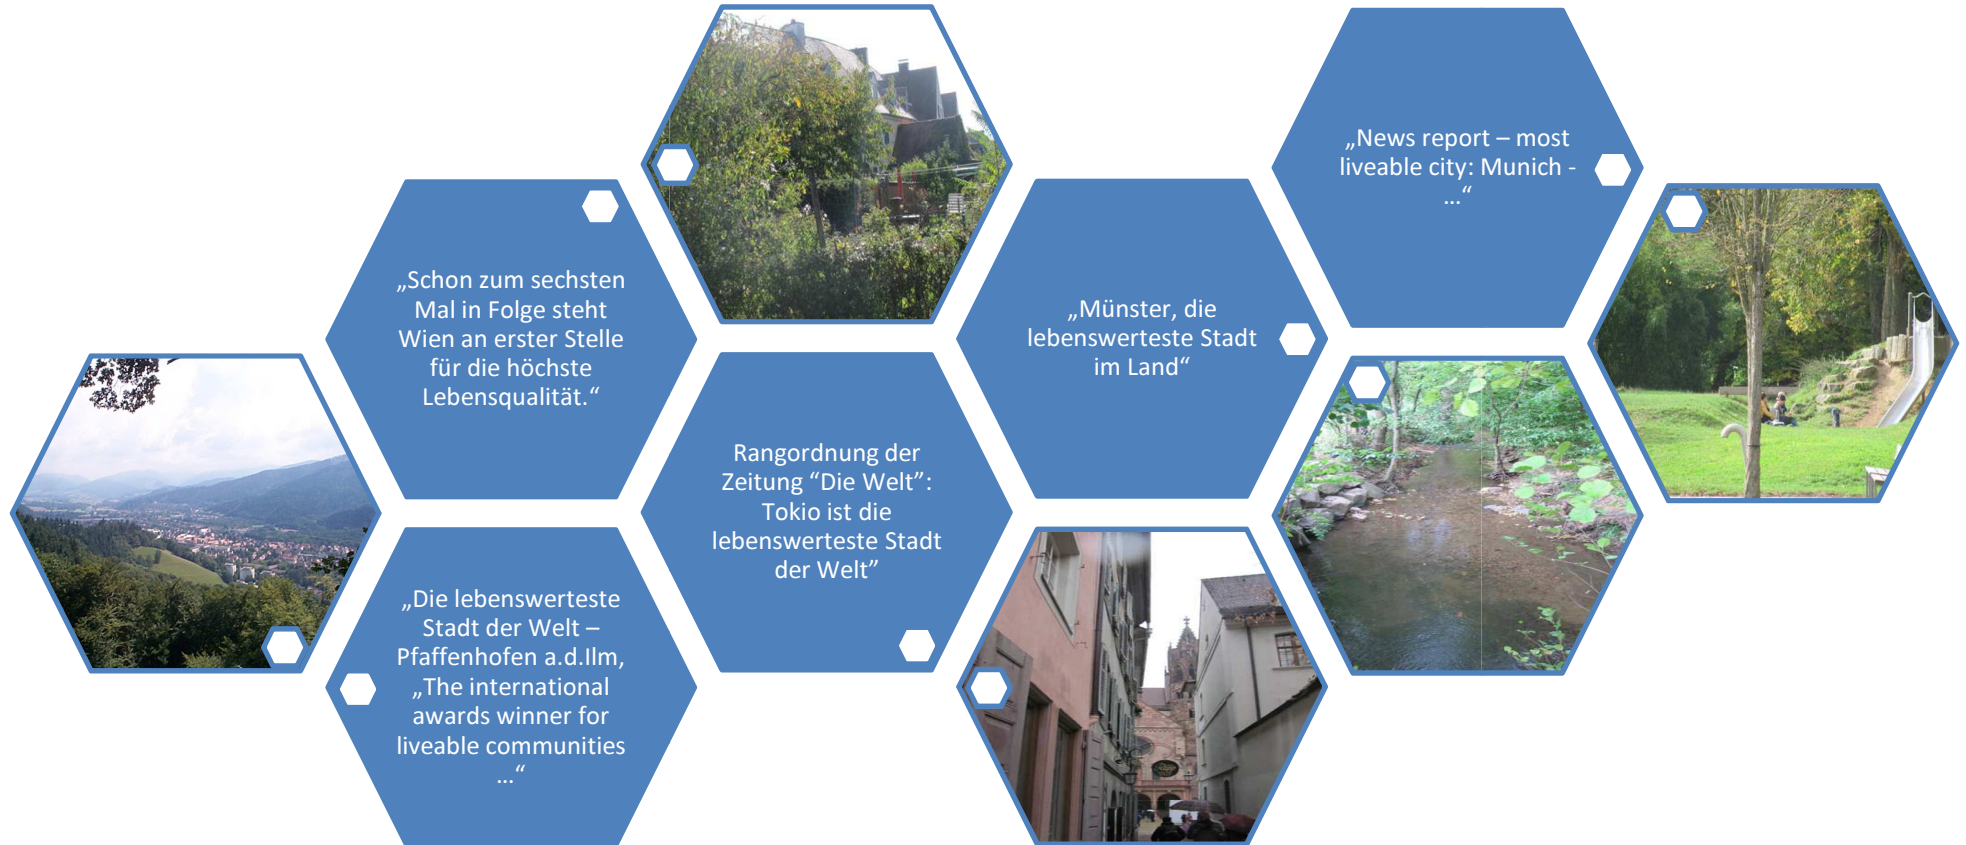 „Schon zum sechsten
Mal in Folge steht
Wien an erster Stelle
für die höchste
Lebensqualität.“
„Die lebenswerteste
Stadt der Welt –
Pfaffenhofen a.d.Ilm,
„The international
awards winner for
liveable communities
…“
Rangordnung der
Zeitung “Die Welt”:
Tokio ist die
lebenswerteste Stadt
der Welt”
„Münster, die
lebenswerteste Stadt
im Land“
„News report – most
liveable city: Munich -
…“